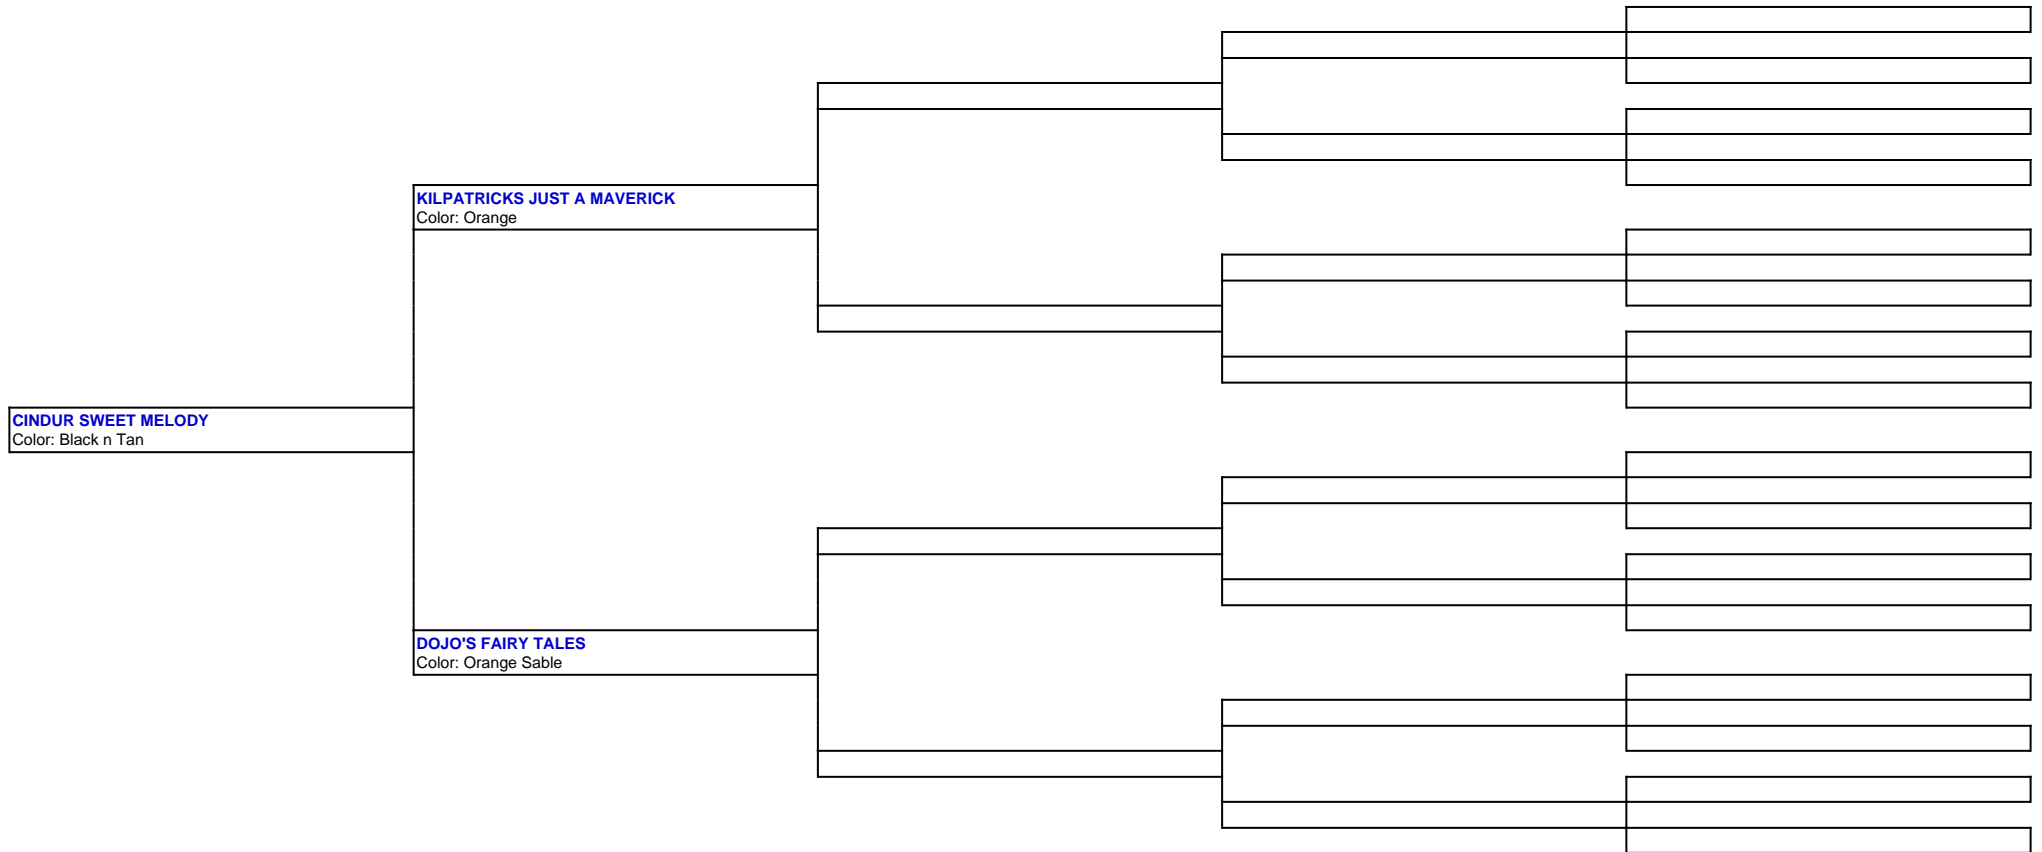 KILPATRICKS JUST A MAVERICK
Color: Orange
CINDUR SWEET MELODY
Color: Black n Tan
DOJO'S FAIRY TALES
Color: Orange Sable